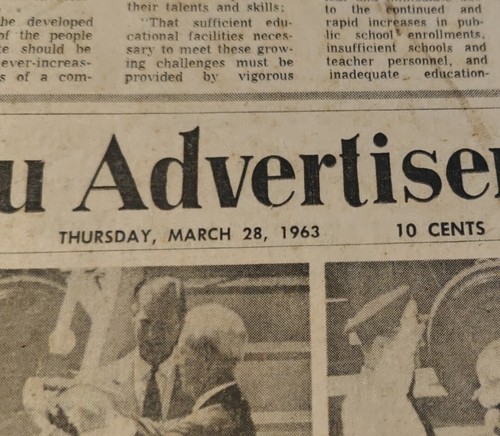 he developed
of the people
e should be
ever-increas-
s of a com-
their talents and skills;
"That sufficient edu-
cational facilities neces-
sary to meet these grow-
ing challenges must be
provided by vigorous
to the continued and
rapid increases in pub-
lic school enrollments,
insufficient schools and
teacher personnel, and
inadequate education-
u Advertiser
THURSDAY, MARCH 28, 1963 10 CENTS